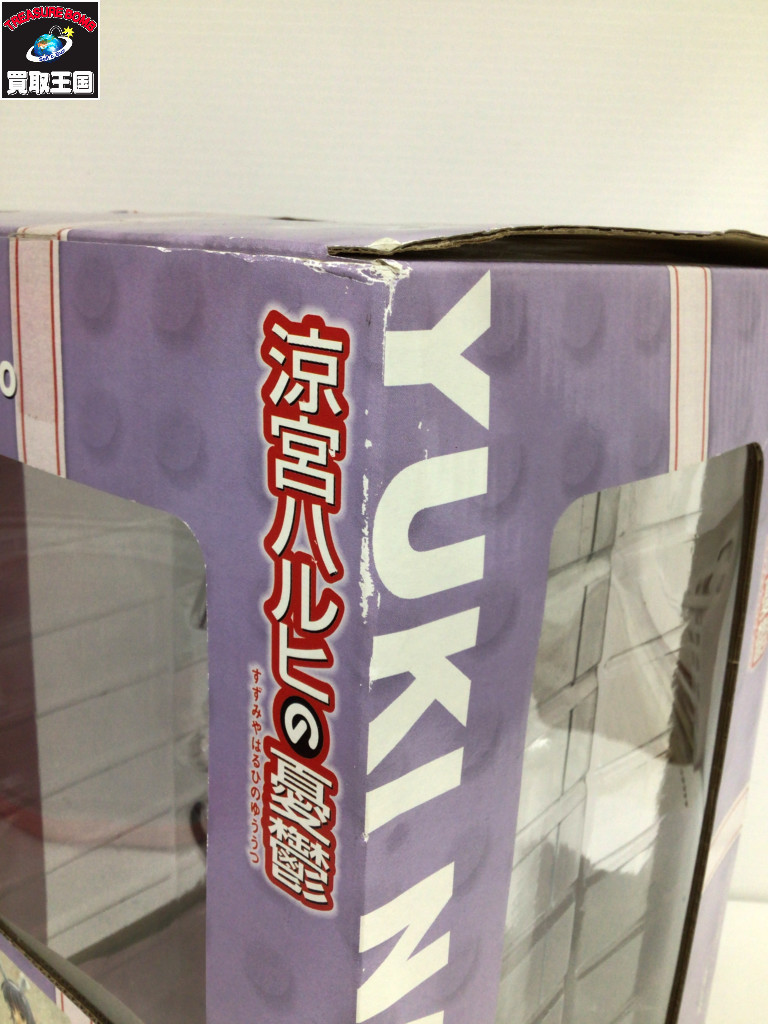 TREASURE BOMB
買取王国
涼宮ハルヒの憂鬱
すずみやはるひのゆううつ
YUKI N
O